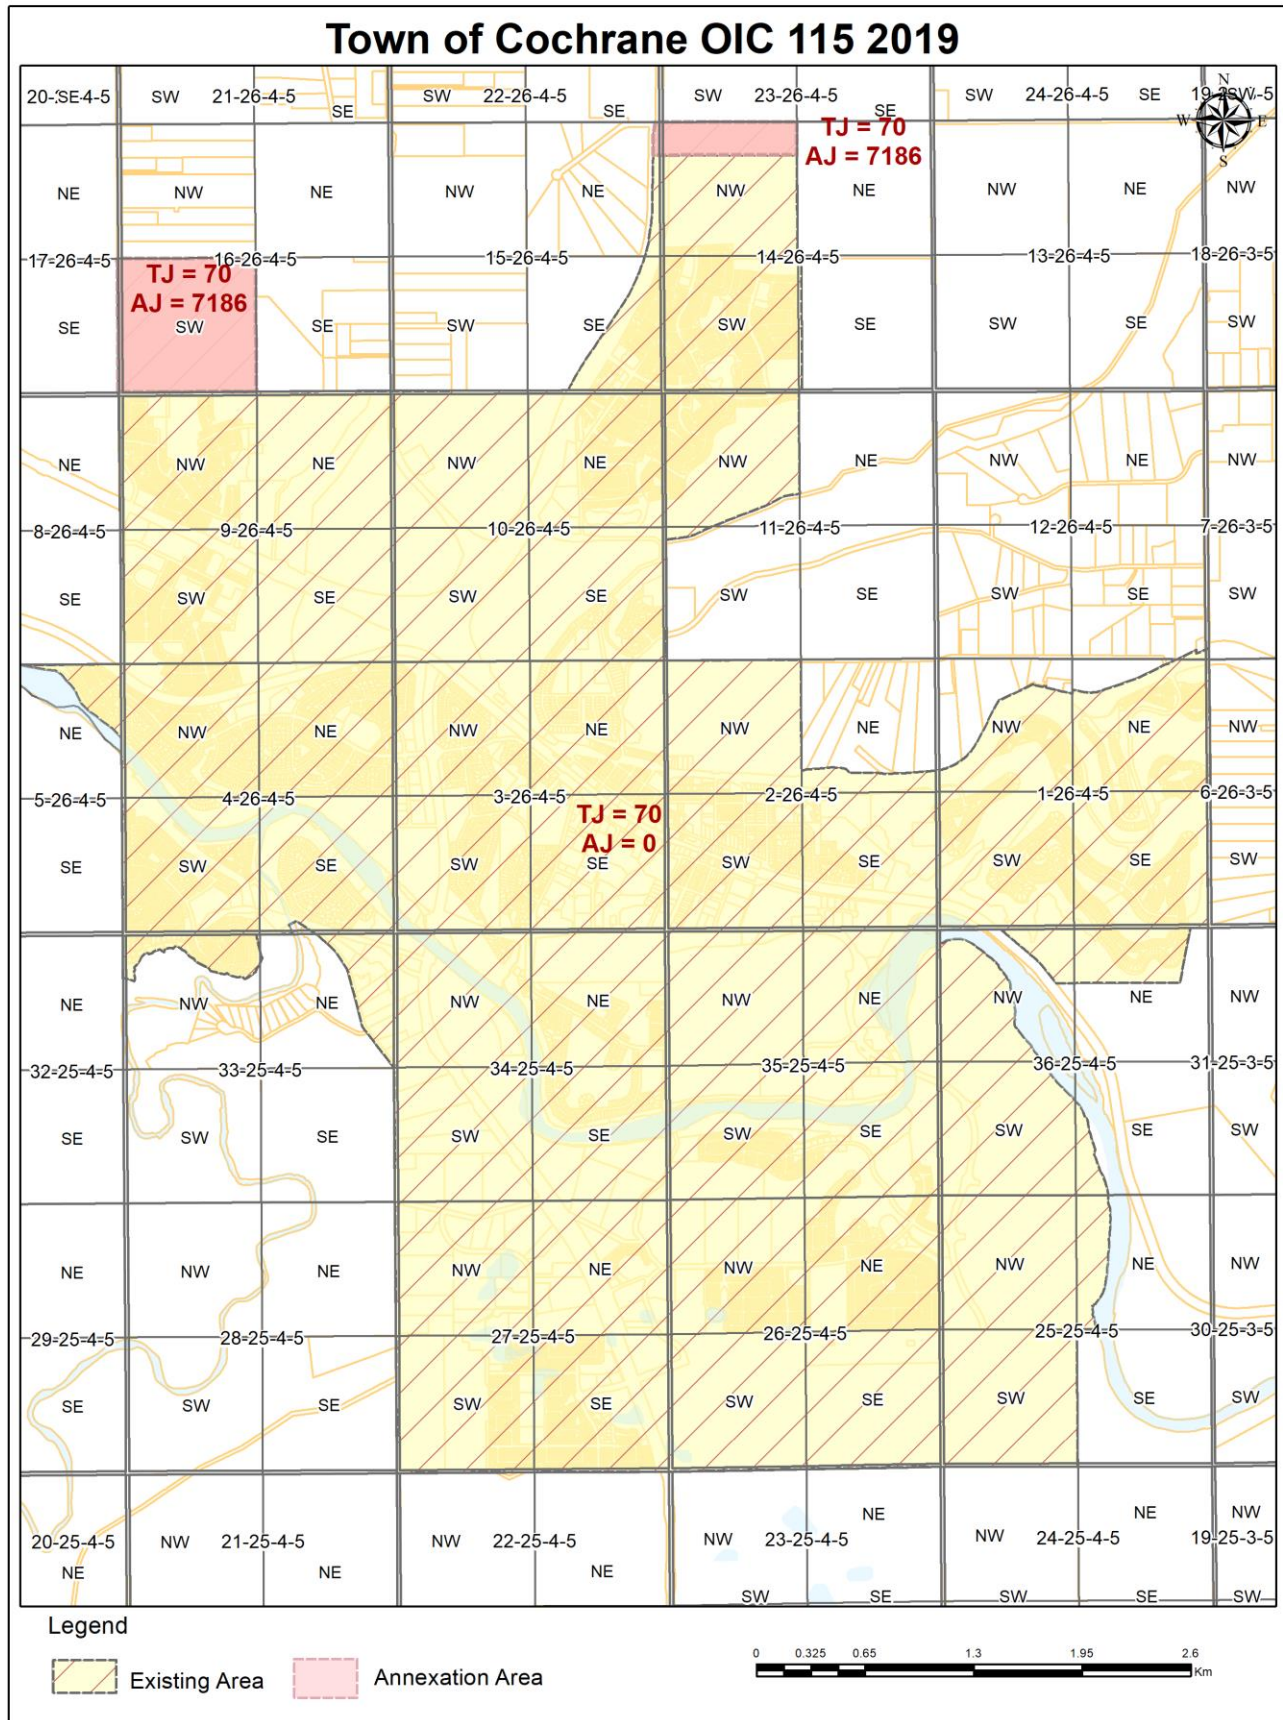 Town of Cochrane OIC 115 2019
SE SW 21-26-4-5 SE SW 22-26-4-5 SE SW 23-26-4-5 SE SW 24-26-4-5 SE SW
N
W E
S
TJ = 70
AJ = 7186
NE NW NE NW NE NW NE NW NE NW
17-26-4-5 16-26-4-5 15-26-4-5 14-26-4-5 13-26-4-5 18-26-3-5
TJ = 70
AJ = 7186
SE SW SE SW SE SW SE SW SE SW
NE NW NE NW NE NW NE NW NE NW
8-26-4-5 9-26-4-5 10-26-4-5 11-26-4-5 12-26-4-5 7-26-3-5
SE SW SE SW SE SW SE SW SE SW
NE NW NE NW NE NW NE NW NE NW
5-26-4-5 4-26-4-5 3-26-4-5 2-26-4-5 1-26-4-5 6-26-3-5
TJ = 70
AJ = 0
SE SW SE SW SE SW SE SW SE SW
NE NW NE NW NE NW NE NW NE NW
32-25-4-5 33-25-4-5 34-25-4-5 35-25-4-5 36-25-4-5 31-25-3-5
SE SW SE SW SE SW SE SW SE SW
NE NW NE NW NE NW NE NW NE NW
29-25-4-5 28-25-4-5 27-25-4-5 26-25-4-5 25-25-4-5 30-25-3-5
SE SW SE SW SE SW SE SW SE SW
NE NE NW
20-25-4-5 NW 21-25-4-5 NW 22-25-4-5 NW 23-25-4-5 NW 24-25-4-5 19-25-3-5
NE NE NE
SW SE SW SE SW
Legend
Existing Area
Annexation Area
0 0.325 0.65 1.3 1.95 2.6
Km